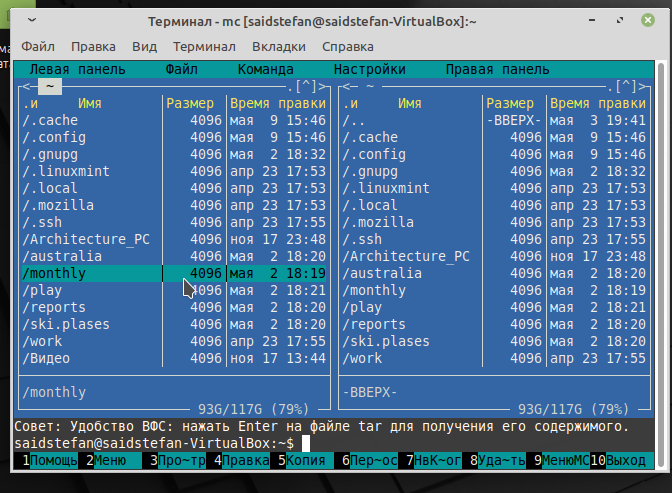 Терминал - mc [saidstefan@saidstefan-VirtualBox]:~
Файл Правка Вид Терминал Вкладки Справка
Левая панель Файл Команда Настройки Правая панель
<─ ~ ─.[^]> <─ ~ ─.[^]>
.и Имя Размер Время правки .и Имя Размер Время правки
/.cache 4096 мая 9 15:46 /.. -ВВЕРХ- мая 3 19:41
/.config 4096 мая 9 15:46 /.cache 4096 мая 9 15:46
/.gnupg 4096 мая 2 18:32 /.config 4096 мая 9 15:46
/.linuxmint 4096 апр 23 17:53 /.gnupg 4096 мая 2 18:32
/.local 4096 апр 23 17:53 /.linuxmint 4096 апр 23 17:53
/.mozilla 4096 апр 23 17:53 /.local 4096 апр 23 17:53
/.ssh 4096 апр 23 17:55 /.mozilla 4096 апр 23 17:53
/Architecture_PC 4096 ноя 17 23:48 /.ssh 4096 апр 23 17:55
/australia 4096 мая 2 18:20 /Architecture_PC 4096 ноя 17 23:48
/monthly 4096 мая 2 18:19 /australia 4096 мая 2 18:20
/play 4096 мая 2 18:21 /monthly 4096 мая 2 18:19
/reports 4096 мая 2 18:20 /play 4096 мая 2 18:21
/ski.plases 4096 мая 2 18:20 /reports 4096 мая 2 18:20
/work 4096 апр 23 17:55 /ski.plases 4096 мая 2 18:20
/Видео 4096 ноя 17 13:44 /work 4096 апр 23 17:55
/monthly -ВВЕРХ-
93G/117G (79%) 93G/117G (79%)
Совет: Удобство ВФС: нажать Enter на файле tar для получения его содержимого.
saidstefan@saidstefan-VirtualBox:~$
1Помощь 2Меню 3Про~тр 4Правка 5Копия 6Пер~ос 7НвК~ог 8Уда~ть 9МенюМС 10Выход